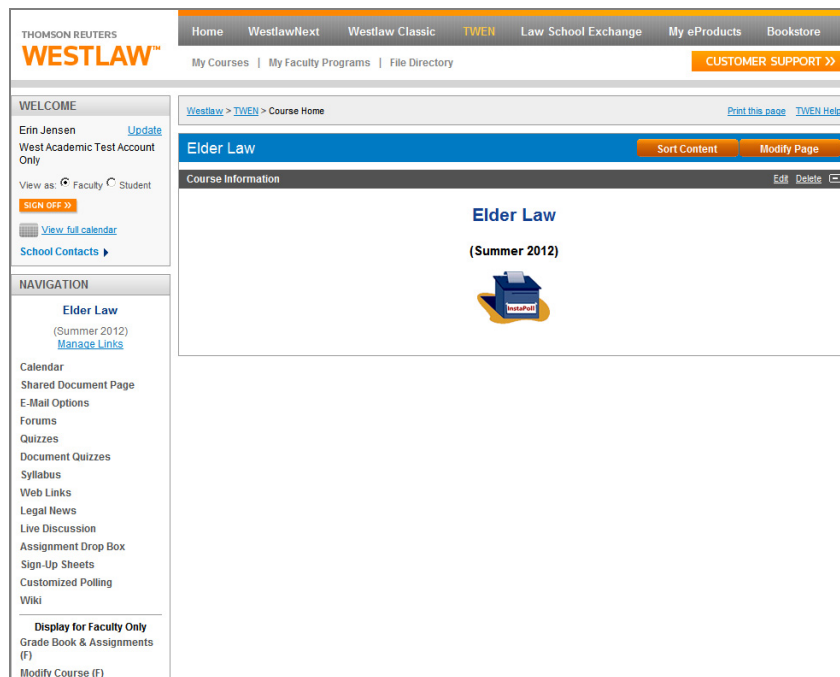 THOMSON REUTERS
WESTLAW™
Home WestlawNext Westlaw Classic TWEN Law School Exchange My eProducts Bookstore
My Courses | My Faculty Programs | File Directory
CUSTOMER SUPPORT »
WELCOME
Erin Jensen Update
West Academic Test Account
Only
View as: Faculty Student
SIGN OFF »
View full calendar
School Contacts
NAVIGATION
Elder Law
(Summer 2012)
Manage Links
Calendar
Shared Document Page
E-Mail Options
Forums
Quizzes
Document Quizzes
Syllabus
Web Links
Legal News
Live Discussion
Assignment Drop Box
Sign-Up Sheets
Customized Polling
Wiki
Display for Faculty Only
Grade Book & Assignments
(F)
Modify Course (F)
Westlaw > TWEN > Course Home Print this page TWEN Help
Elder Law Sort Content Modify Page
Course Information Edit Delete
Elder Law
(Summer 2012)
InstaPoll